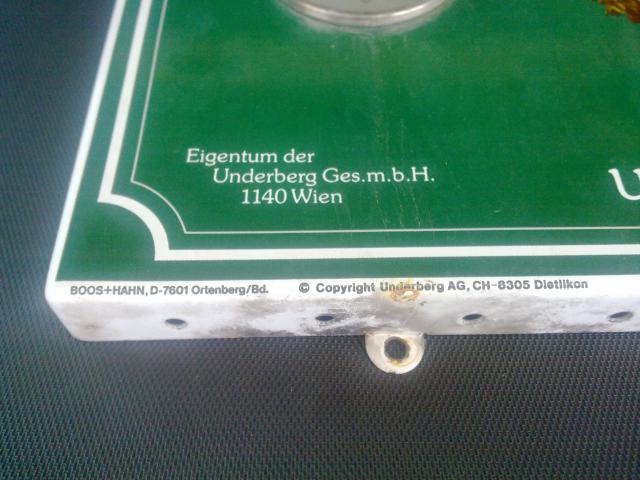 Eigentum der
Underberg Ges.m.b.H.
1140 Wien
U
BOOS+HAHN, D-7601 Ortenberg/Bd. © Copyright Underberg AG, CH-8305 Dietlikon